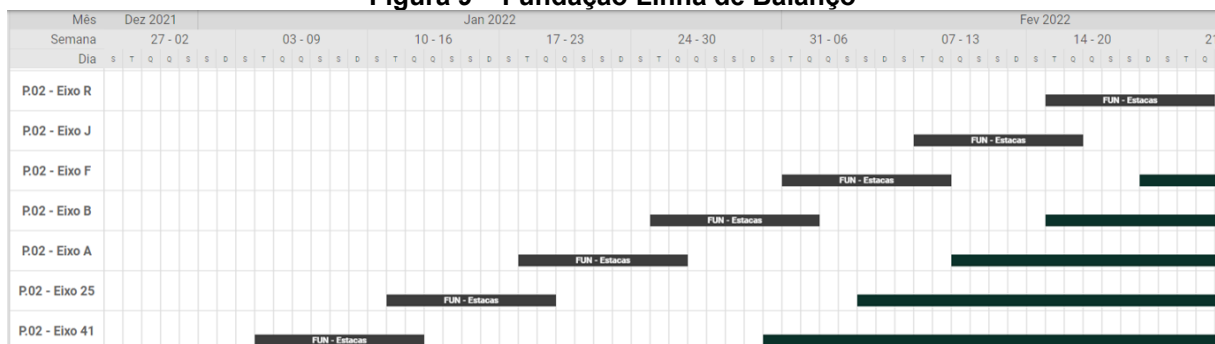 Figura 9 – Fundação Linha de Balanço
Mês Dez 2021 Jan 2022 Fev 2022
Semana 27 - 02 03 - 09 10 - 16 17 - 23 24 - 30 31 - 06 07 - 13 14 - 20 21
Dia S T Q Q S S D S T Q Q S S D S T Q Q S S D S T Q Q S S D S T Q Q S S D S T Q Q S S D S T Q Q S S D S T Q Q S S D S T Q
P.02 - Eixo R FUN - Estacas
P.02 - Eixo J FUN - Estacas
P.02 - Eixo F FUN - Estacas
P.02 - Eixo B FUN - Estacas
P.02 - Eixo A FUN - Estacas
P.02 - Eixo 25 FUN - Estacas
P.02 - Eixo 41 FUN - Estacas